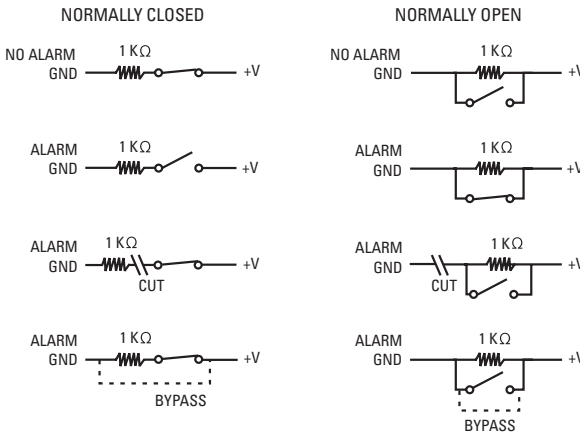 NORMALLY CLOSED
NO ALARM
1 KΩ
GND
+V
ALARM
1 KΩ
GND
+V
ALARM
1 KΩ
GND
+V
CUT
ALARM
1 KΩ
GND
+V
BYPASS
NORMALLY OPEN
NO ALARM
1 KΩ
GND
+V
ALARM
1 KΩ
GND
+V
ALARM
1 KΩ
GND
+V
CUT
ALARM
1 KΩ
GND
+V
BYPASS